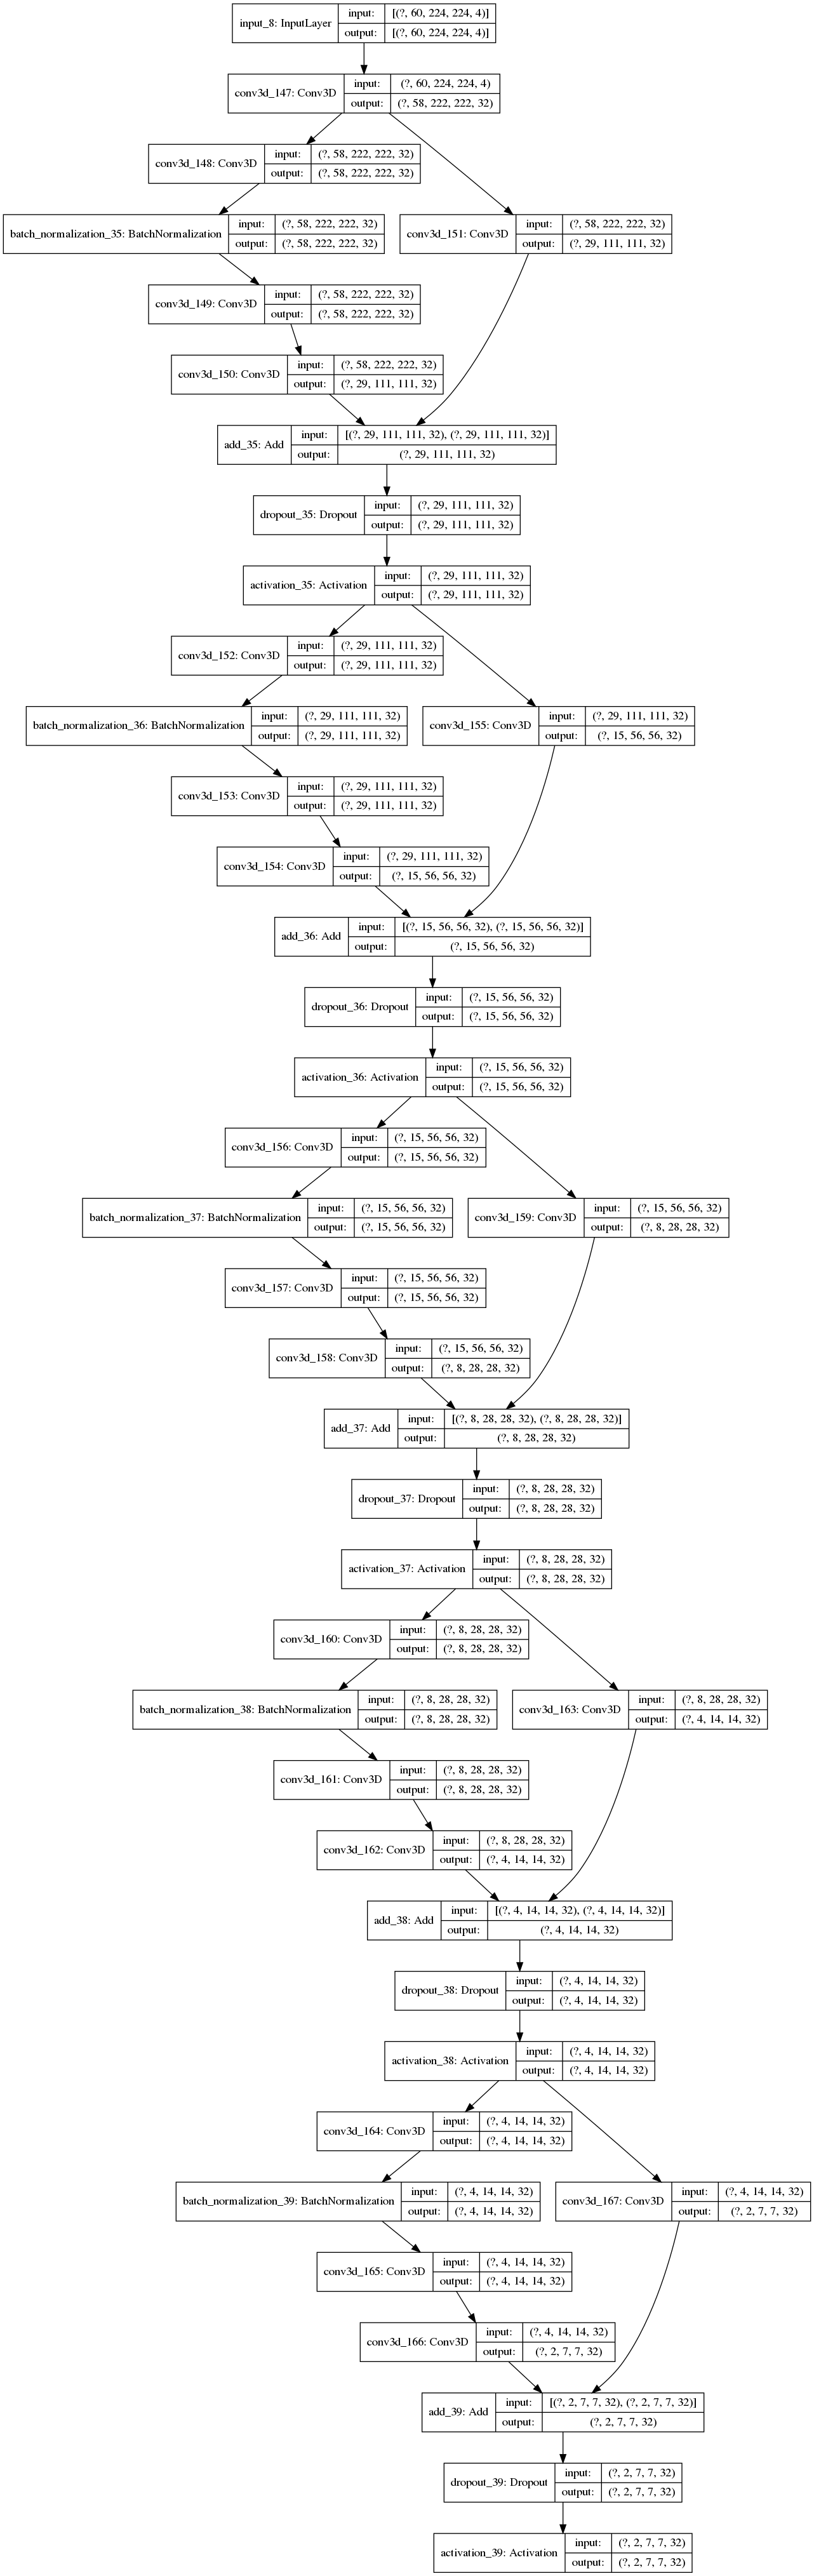 input_8: InputLayer input: [(?, 60, 224, 224, 4)]
output: [(?, 60, 224, 224, 4)]
conv3d_147: Conv3D input: (?, 60, 224, 224, 4)
output: (?, 58, 222, 222, 32)
conv3d_148: Conv3D input: (?, 58, 222, 222, 32)
output: (?, 58, 222, 222, 32)
batch_normalization_35: BatchNormalization input: (?, 58, 222, 222, 32)
output: (?, 58, 222, 222, 32)
conv3d_151: Conv3D input: (?, 58, 222, 222, 32)
output: (?, 29, 111, 111, 32)
conv3d_149: Conv3D input: (?, 58, 222, 222, 32)
output: (?, 58, 222, 222, 32)
conv3d_150: Conv3D input: (?, 58, 222, 222, 32)
output: (?, 29, 111, 111, 32)
add_35: Add input: [(?, 29, 111, 111, 32), (?, 29, 111, 111, 32)]
output: (?, 29, 111, 111, 32)
dropout_35: Dropout input: (?, 29, 111, 111, 32)
output: (?, 29, 111, 111, 32)
activation_35: Activation input: (?, 29, 111, 111, 32)
output: (?, 29, 111, 111, 32)
conv3d_152: Conv3D input: (?, 29, 111, 111, 32)
output: (?, 29, 111, 111, 32)
batch_normalization_36: BatchNormalization input: (?, 29, 111, 111, 32)
output: (?, 29, 111, 111, 32)
conv3d_155: Conv3D input: (?, 29, 111, 111, 32)
output: (?, 15, 56, 56, 32)
conv3d_153: Conv3D input: (?, 29, 111, 111, 32)
output: (?, 29, 111, 111, 32)
conv3d_154: Conv3D input: (?, 29, 111, 111, 32)
output: (?, 15, 56, 56, 32)
add_36: Add input: [(?, 15, 56, 56, 32), (?, 15, 56, 56, 32)]
output: (?, 15, 56, 56, 32)
dropout_36: Dropout input: (?, 15, 56, 56, 32)
output: (?, 15, 56, 56, 32)
activation_36: Activation input: (?, 15, 56, 56, 32)
output: (?, 15, 56, 56, 32)
conv3d_156: Conv3D input: (?, 15, 56, 56, 32)
output: (?, 15, 56, 56, 32)
batch_normalization_37: BatchNormalization input: (?, 15, 56, 56, 32)
output: (?, 15, 56, 56, 32)
conv3d_159: Conv3D input: (?, 15, 56, 56, 32)
output: (?, 8, 28, 28, 32)
conv3d_157: Conv3D input: (?, 15, 56, 56, 32)
output: (?, 15, 56, 56, 32)
conv3d_158: Conv3D input: (?, 15, 56, 56, 32)
output: (?, 8, 28, 28, 32)
add_37: Add input: [(?, 8, 28, 28, 32), (?, 8, 28, 28, 32)]
output: (?, 8, 28, 28, 32)
dropout_37: Dropout input: (?, 8, 28, 28, 32)
output: (?, 8, 28, 28, 32)
activation_37: Activation input: (?, 8, 28, 28, 32)
output: (?, 8, 28, 28, 32)
conv3d_160: Conv3D input: (?, 8, 28, 28, 32)
output: (?, 8, 28, 28, 32)
batch_normalization_38: BatchNormalization input: (?, 8, 28, 28, 32)
output: (?, 8, 28, 28, 32)
conv3d_163: Conv3D input: (?, 8, 28, 28, 32)
output: (?, 4, 14, 14, 32)
conv3d_161: Conv3D input: (?, 8, 28, 28, 32)
output: (?, 8, 28, 28, 32)
conv3d_162: Conv3D input: (?, 8, 28, 28, 32)
output: (?, 4, 14, 14, 32)
add_38: Add input: [(?, 4, 14, 14, 32), (?, 4, 14, 14, 32)]
output: (?, 4, 14, 14, 32)
dropout_38: Dropout input: (?, 4, 14, 14, 32)
output: (?, 4, 14, 14, 32)
activation_38: Activation input: (?, 4, 14, 14, 32)
output: (?, 4, 14, 14, 32)
conv3d_164: Conv3D input: (?, 4, 14, 14, 32)
output: (?, 4, 14, 14, 32)
batch_normalization_39: BatchNormalization input: (?, 4, 14, 14, 32)
output: (?, 4, 14, 14, 32)
conv3d_167: Conv3D input: (?, 4, 14, 14, 32)
output: (?, 2, 7, 7, 32)
conv3d_165: Conv3D input: (?, 4, 14, 14, 32)
output: (?, 4, 14, 14, 32)
conv3d_166: Conv3D input: (?, 4, 14, 14, 32)
output: (?, 2, 7, 7, 32)
add_39: Add input: [(?, 2, 7, 7, 32), (?, 2, 7, 7, 32)]
output: (?, 2, 7, 7, 32)
dropout_39: Dropout input: (?, 2, 7, 7, 32)
output: (?, 2, 7, 7, 32)
activation_39: Activation input: (?, 2, 7, 7, 32)
output: (?, 2, 7, 7, 32)